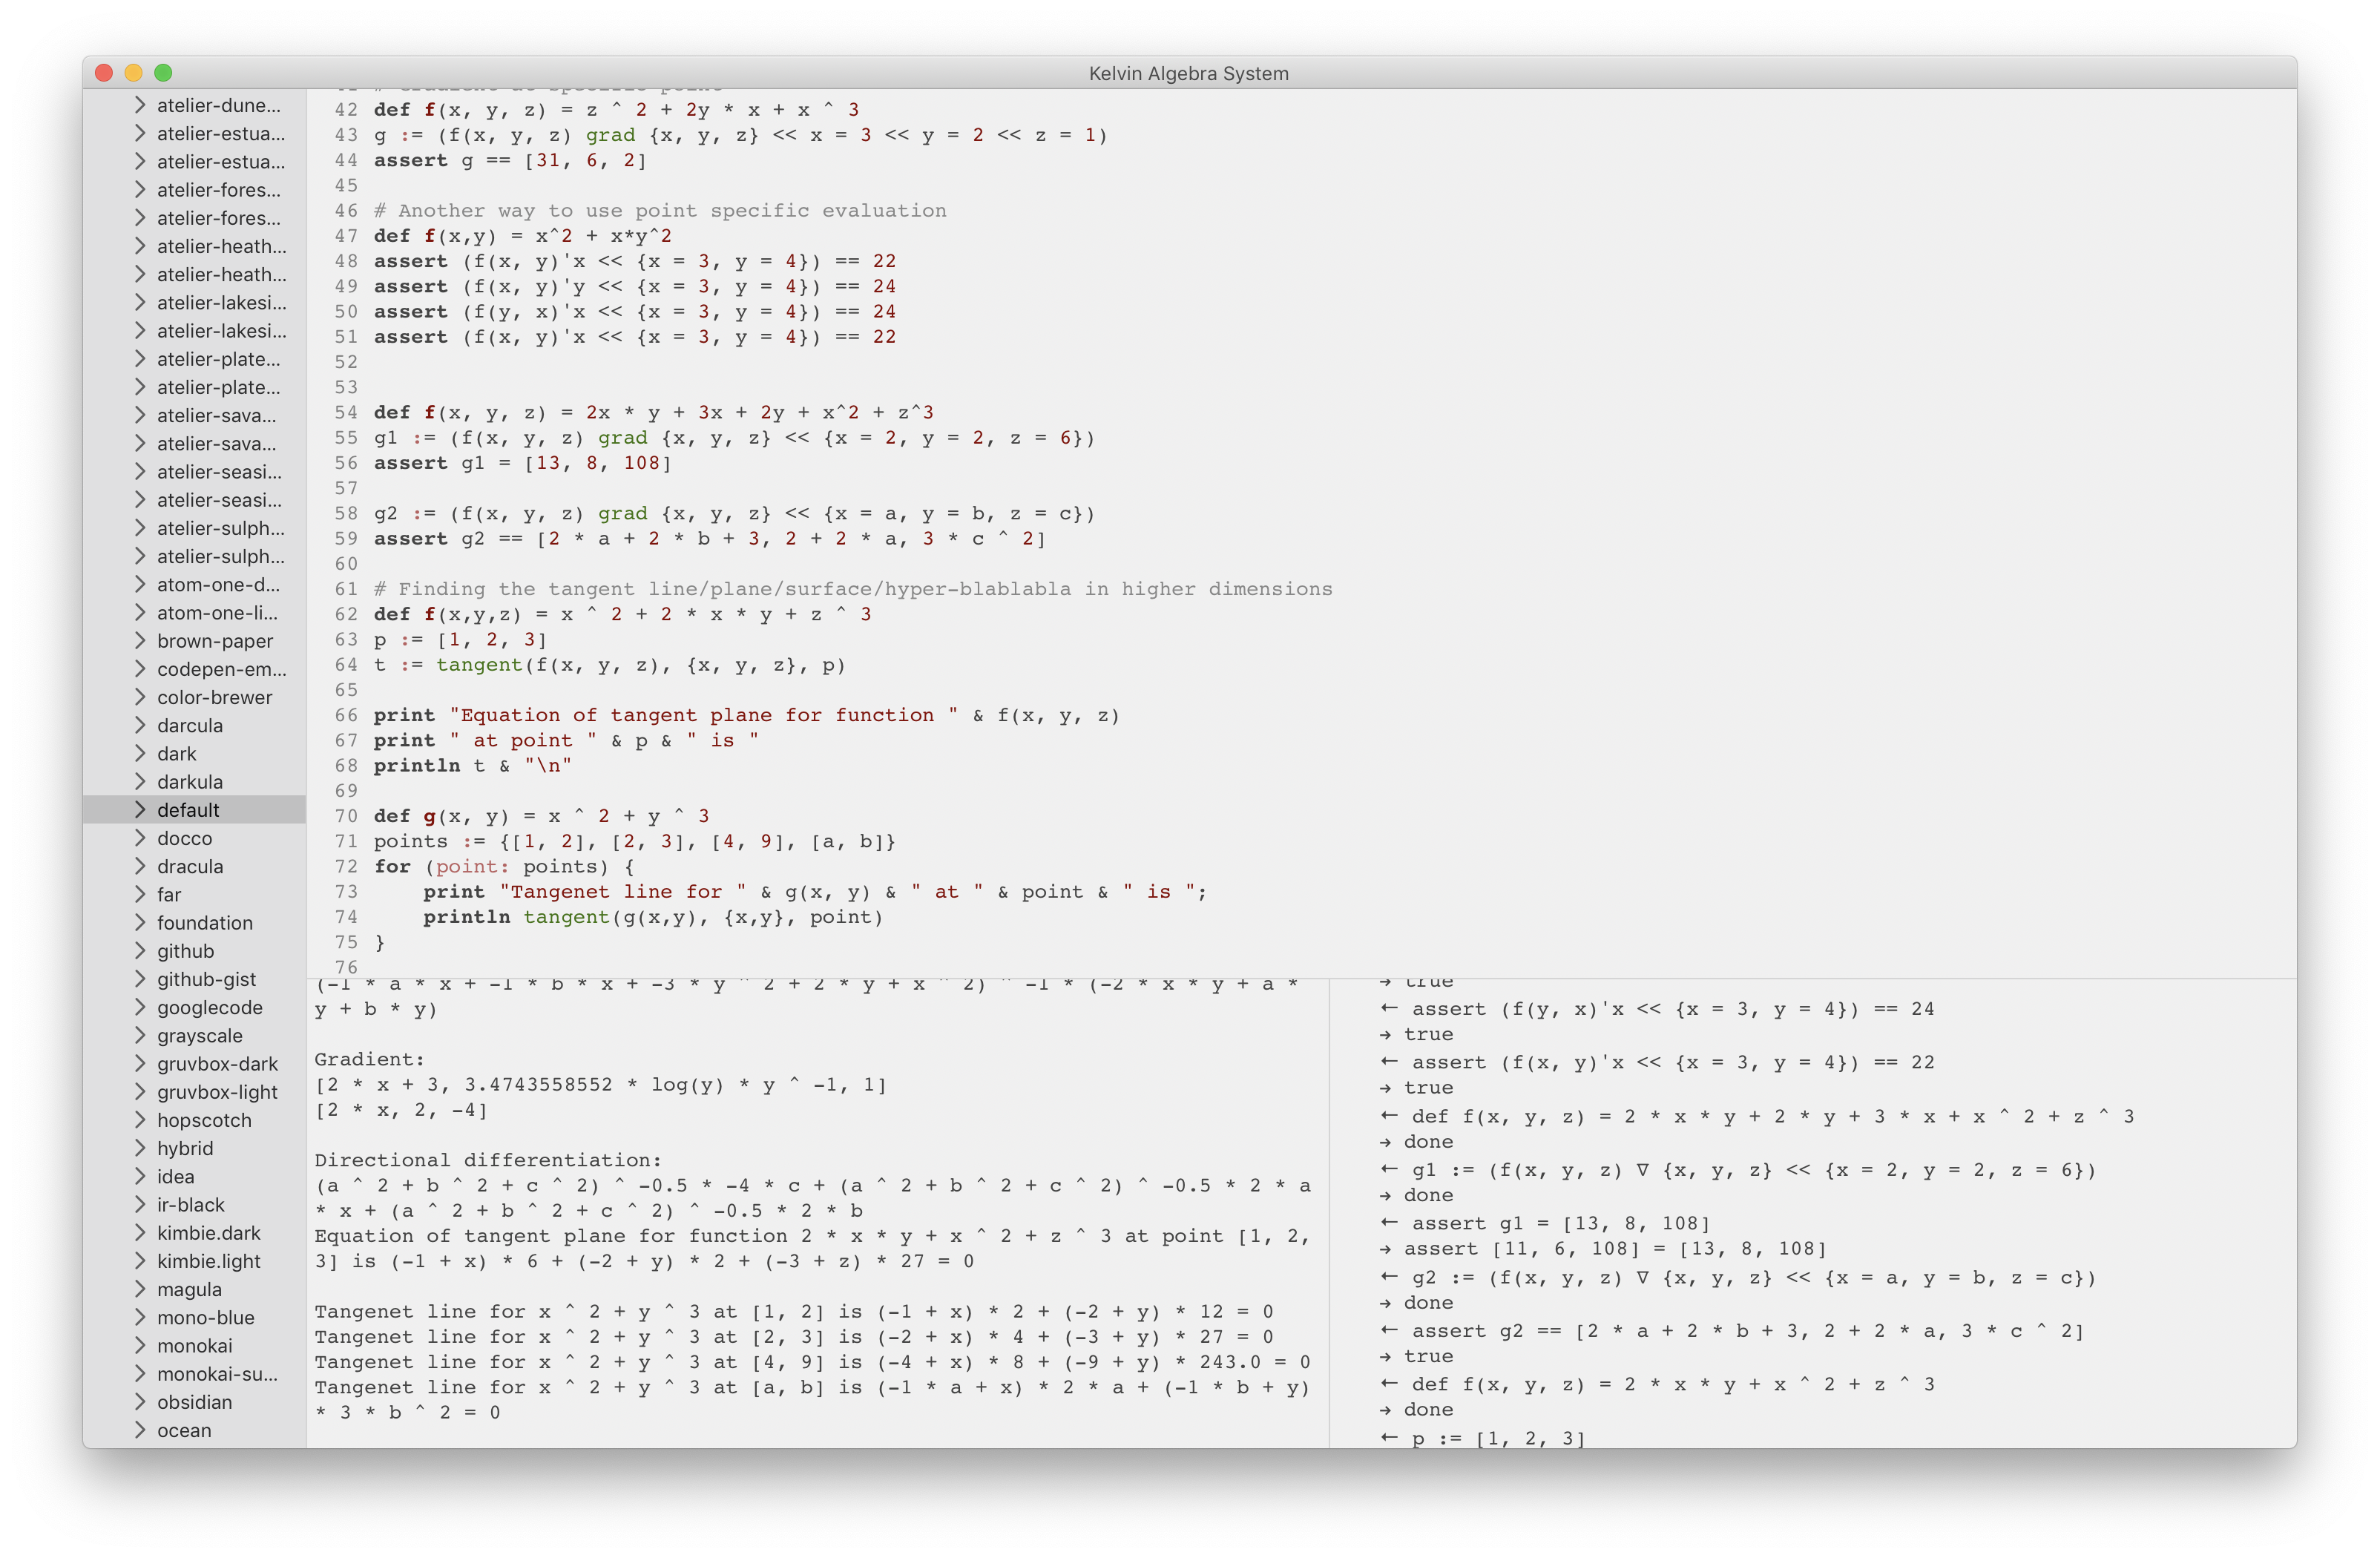 Kelvin Algebra System
atelier-dune...
atelier-estua...
atelier-estua...
atelier-fores...
atelier-fores...
atelier-heath...
atelier-heath...
atelier-lakesi...
atelier-lakesi...
atelier-plate...
atelier-plate...
atelier-sava...
atelier-sava...
atelier-seasi...
atelier-seasi...
atelier-sulph...
atelier-sulph...
atom-one-d...
atom-one-li...
brown-paper
codepen-em...
color-brewer
darcula
dark
darkula
default
docco
dracula
far
foundation
github
github-gist
googlecode
grayscale
gruvbox-dark
gruvbox-light
hopscotch
hybrid
idea
ir-black
kimbie.dark
kimbie.light
magula
mono-blue
monokai
monokai-su...
obsidian
ocean
41 # Gradient at specific point
42 def f(x, y, z) = z ^ 2 + 2y * x + x ^ 3
43 g := (f(x, y, z) grad {x, y, z} << x = 3 << y = 2 << z = 1)
44 assert g == [31, 6, 2]
45
46 # Another way to use point specific evaluation
47 def f(x,y) = x^2 + x*y^2
48 assert (f(x, y)'x << {x = 3, y = 4}) == 22
49 assert (f(x, y)'y << {x = 3, y = 4}) == 24
50 assert (f(y, x)'x << {x = 3, y = 4}) == 24
51 assert (f(x, y)'x << {x = 3, y = 4}) == 22
52
53
54 def f(x, y, z) = 2x * y + 3x + 2y + x^2 + z^3
55 g1 := (f(x, y, z) grad {x, y, z} << {x = 2, y = 2, z = 6})
56 assert g1 = [13, 8, 108]
57
58 g2 := (f(x, y, z) grad {x, y, z} << {x = a, y = b, z = c})
59 assert g2 == [2 * a + 2 * b + 3, 2 + 2 * a, 3 * c ^ 2]
60
61 # Finding the tangent line/plane/surface/hyper-blablabla in higher dimensions
62 def f(x,y,z) = x ^ 2 + 2 * x * y + z ^ 3
63 p := [1, 2, 3]
64 t := tangent(f(x, y, z), {x, y, z}, p)
65
66 print "Equation of tangent plane for function " & f(x, y, z)
67 print " at point " & p & " is "
68 println t & "\n"
69
70 def g(x, y) = x ^ 2 + y ^ 3
71 points := {[1, 2], [2, 3], [4, 9], [a, b]}
72 for (point: points) {
73     print "Tangenet line for " & g(x, y) & " at " & point & " is ";
74     println tangent(g(x,y), {x,y}, point)
75 }
76
(-1 * a * x + -1 * b * x + -3 * y ^ 2 + 2 * y + x ^ 2) ^ -1 * (-2 * x * y + a *
y + b * y)
Gradient:
[2 * x + 3, 3.4743558552 * log(y) * y ^ -1, 1]
[2 * x, 2, -4]
Directional differentiation:
(a ^ 2 + b ^ 2 + c ^ 2) ^ -0.5 * -4 * c + (a ^ 2 + b ^ 2 + c ^ 2) ^ -0.5 * 2 * a
* x + (a ^ 2 + b ^ 2 + c ^ 2) ^ -0.5 * 2 * b
Equation of tangent plane for function 2 * x * y + x ^ 2 + z ^ 3 at point [1, 2,
3] is (-1 + x) * 6 + (-2 + y) * 2 + (-3 + z) * 27 = 0
Tangenet line for x ^ 2 + y ^ 3 at [1, 2] is (-1 + x) * 2 + (-2 + y) * 12 = 0
Tangenet line for x ^ 2 + y ^ 3 at [2, 3] is (-2 + x) * 4 + (-3 + y) * 27 = 0
Tangenet line for x ^ 2 + y ^ 3 at [4, 9] is (-4 + x) * 8 + (-9 + y) * 243.0 = 0
Tangenet line for x ^ 2 + y ^ 3 at [a, b] is (-1 * a + x) * 2 * a + (-1 * b + y)
* 3 * b ^ 2 = 0
→ true
← assert (f(y, x)'x << {x = 3, y = 4}) == 24
→ true
← assert (f(x, y)'x << {x = 3, y = 4}) == 22
→ true
← def f(x, y, z) = 2 * x * y + 2 * y + 3 * x + x ^ 2 + z ^ 3
→ done
← g1 := (f(x, y, z) ∇ {x, y, z} << {x = 2, y = 2, z = 6})
→ done
← assert g1 = [13, 8, 108]
→ assert [11, 6, 108] = [13, 8, 108]
← g2 := (f(x, y, z) ∇ {x, y, z} << {x = a, y = b, z = c})
→ done
← assert g2 == [2 * a + 2 * b + 3, 2 + 2 * a, 3 * c ^ 2]
→ true
← def f(x, y, z) = 2 * x * y + x ^ 2 + z ^ 3
→ done
← p := [1, 2, 3]